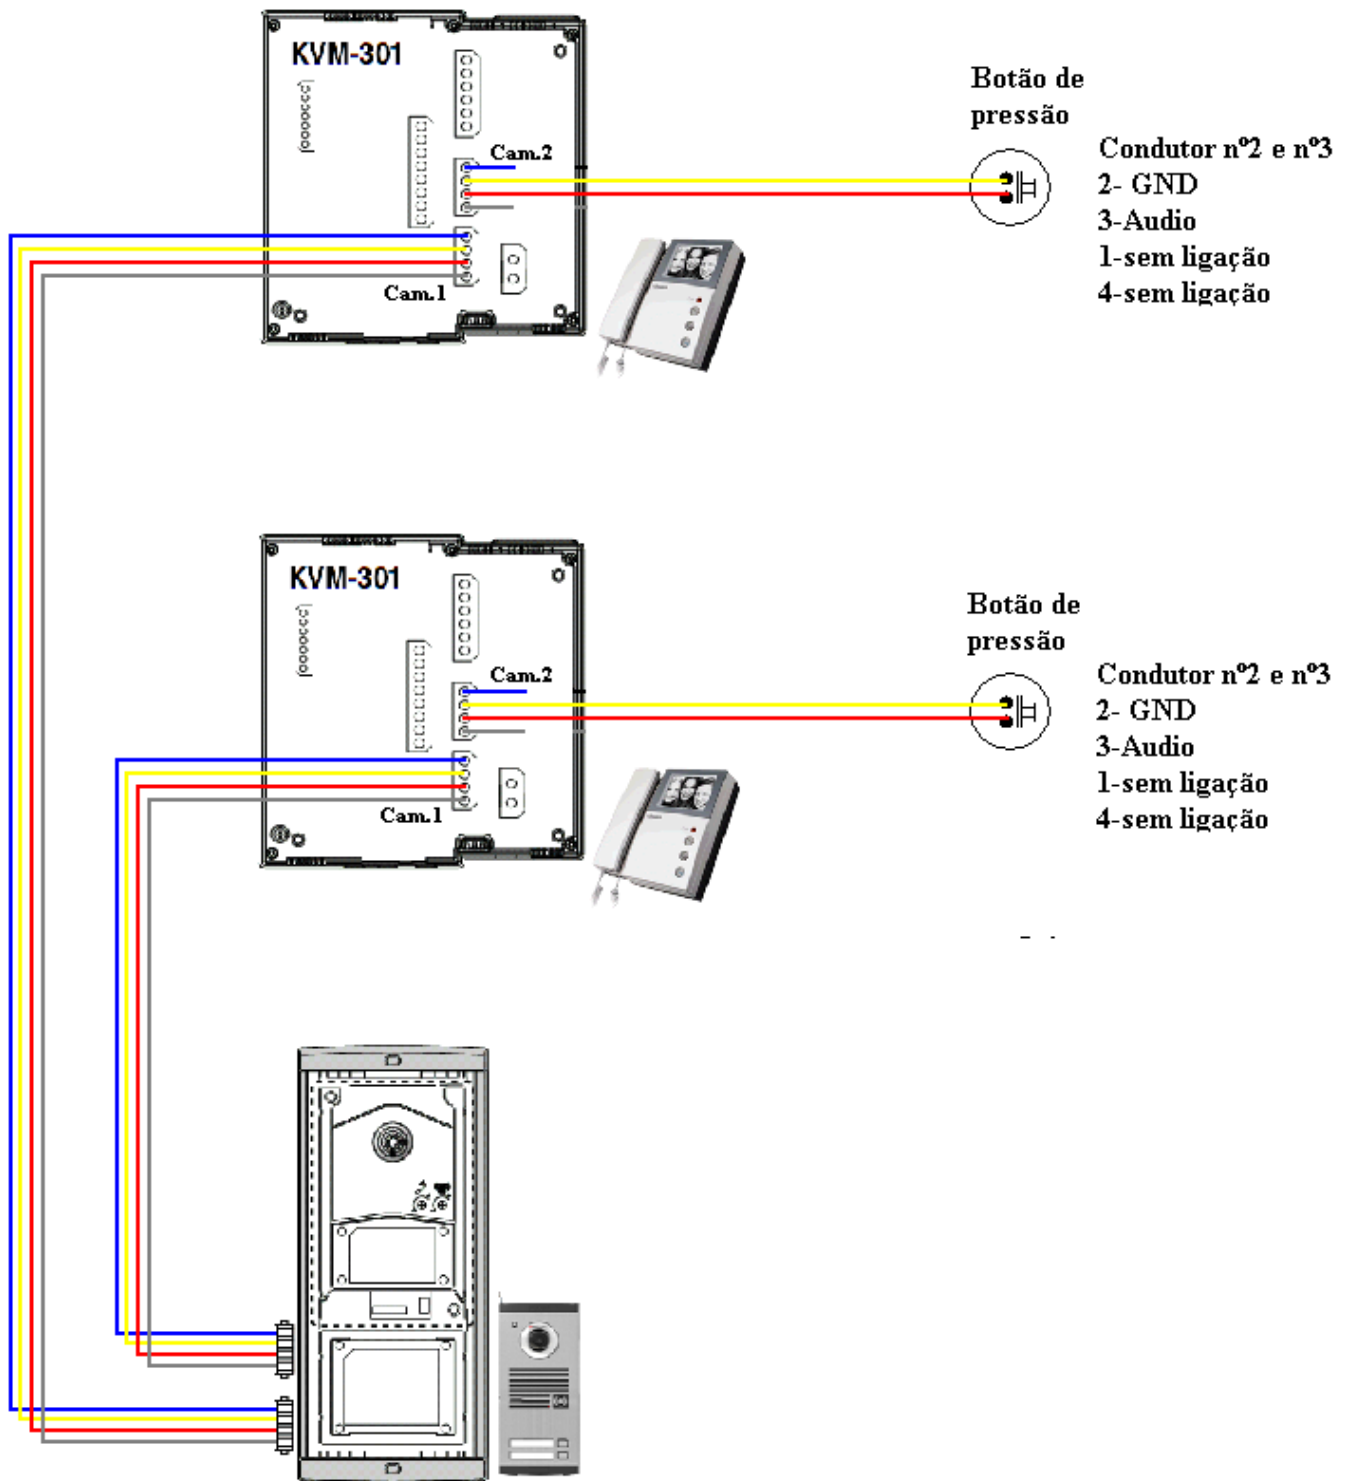 KVM-301
Cam.2
Cam.1
Botão de
pressão
Condutor nº2 e nº3
2- GND
3-Audio
1-sem ligação
4-sem ligação
KVM-301
Cam.2
Cam.1
Botão de
pressão
Condutor nº2 e nº3
2- GND
3-Audio
1-sem ligação
4-sem ligação